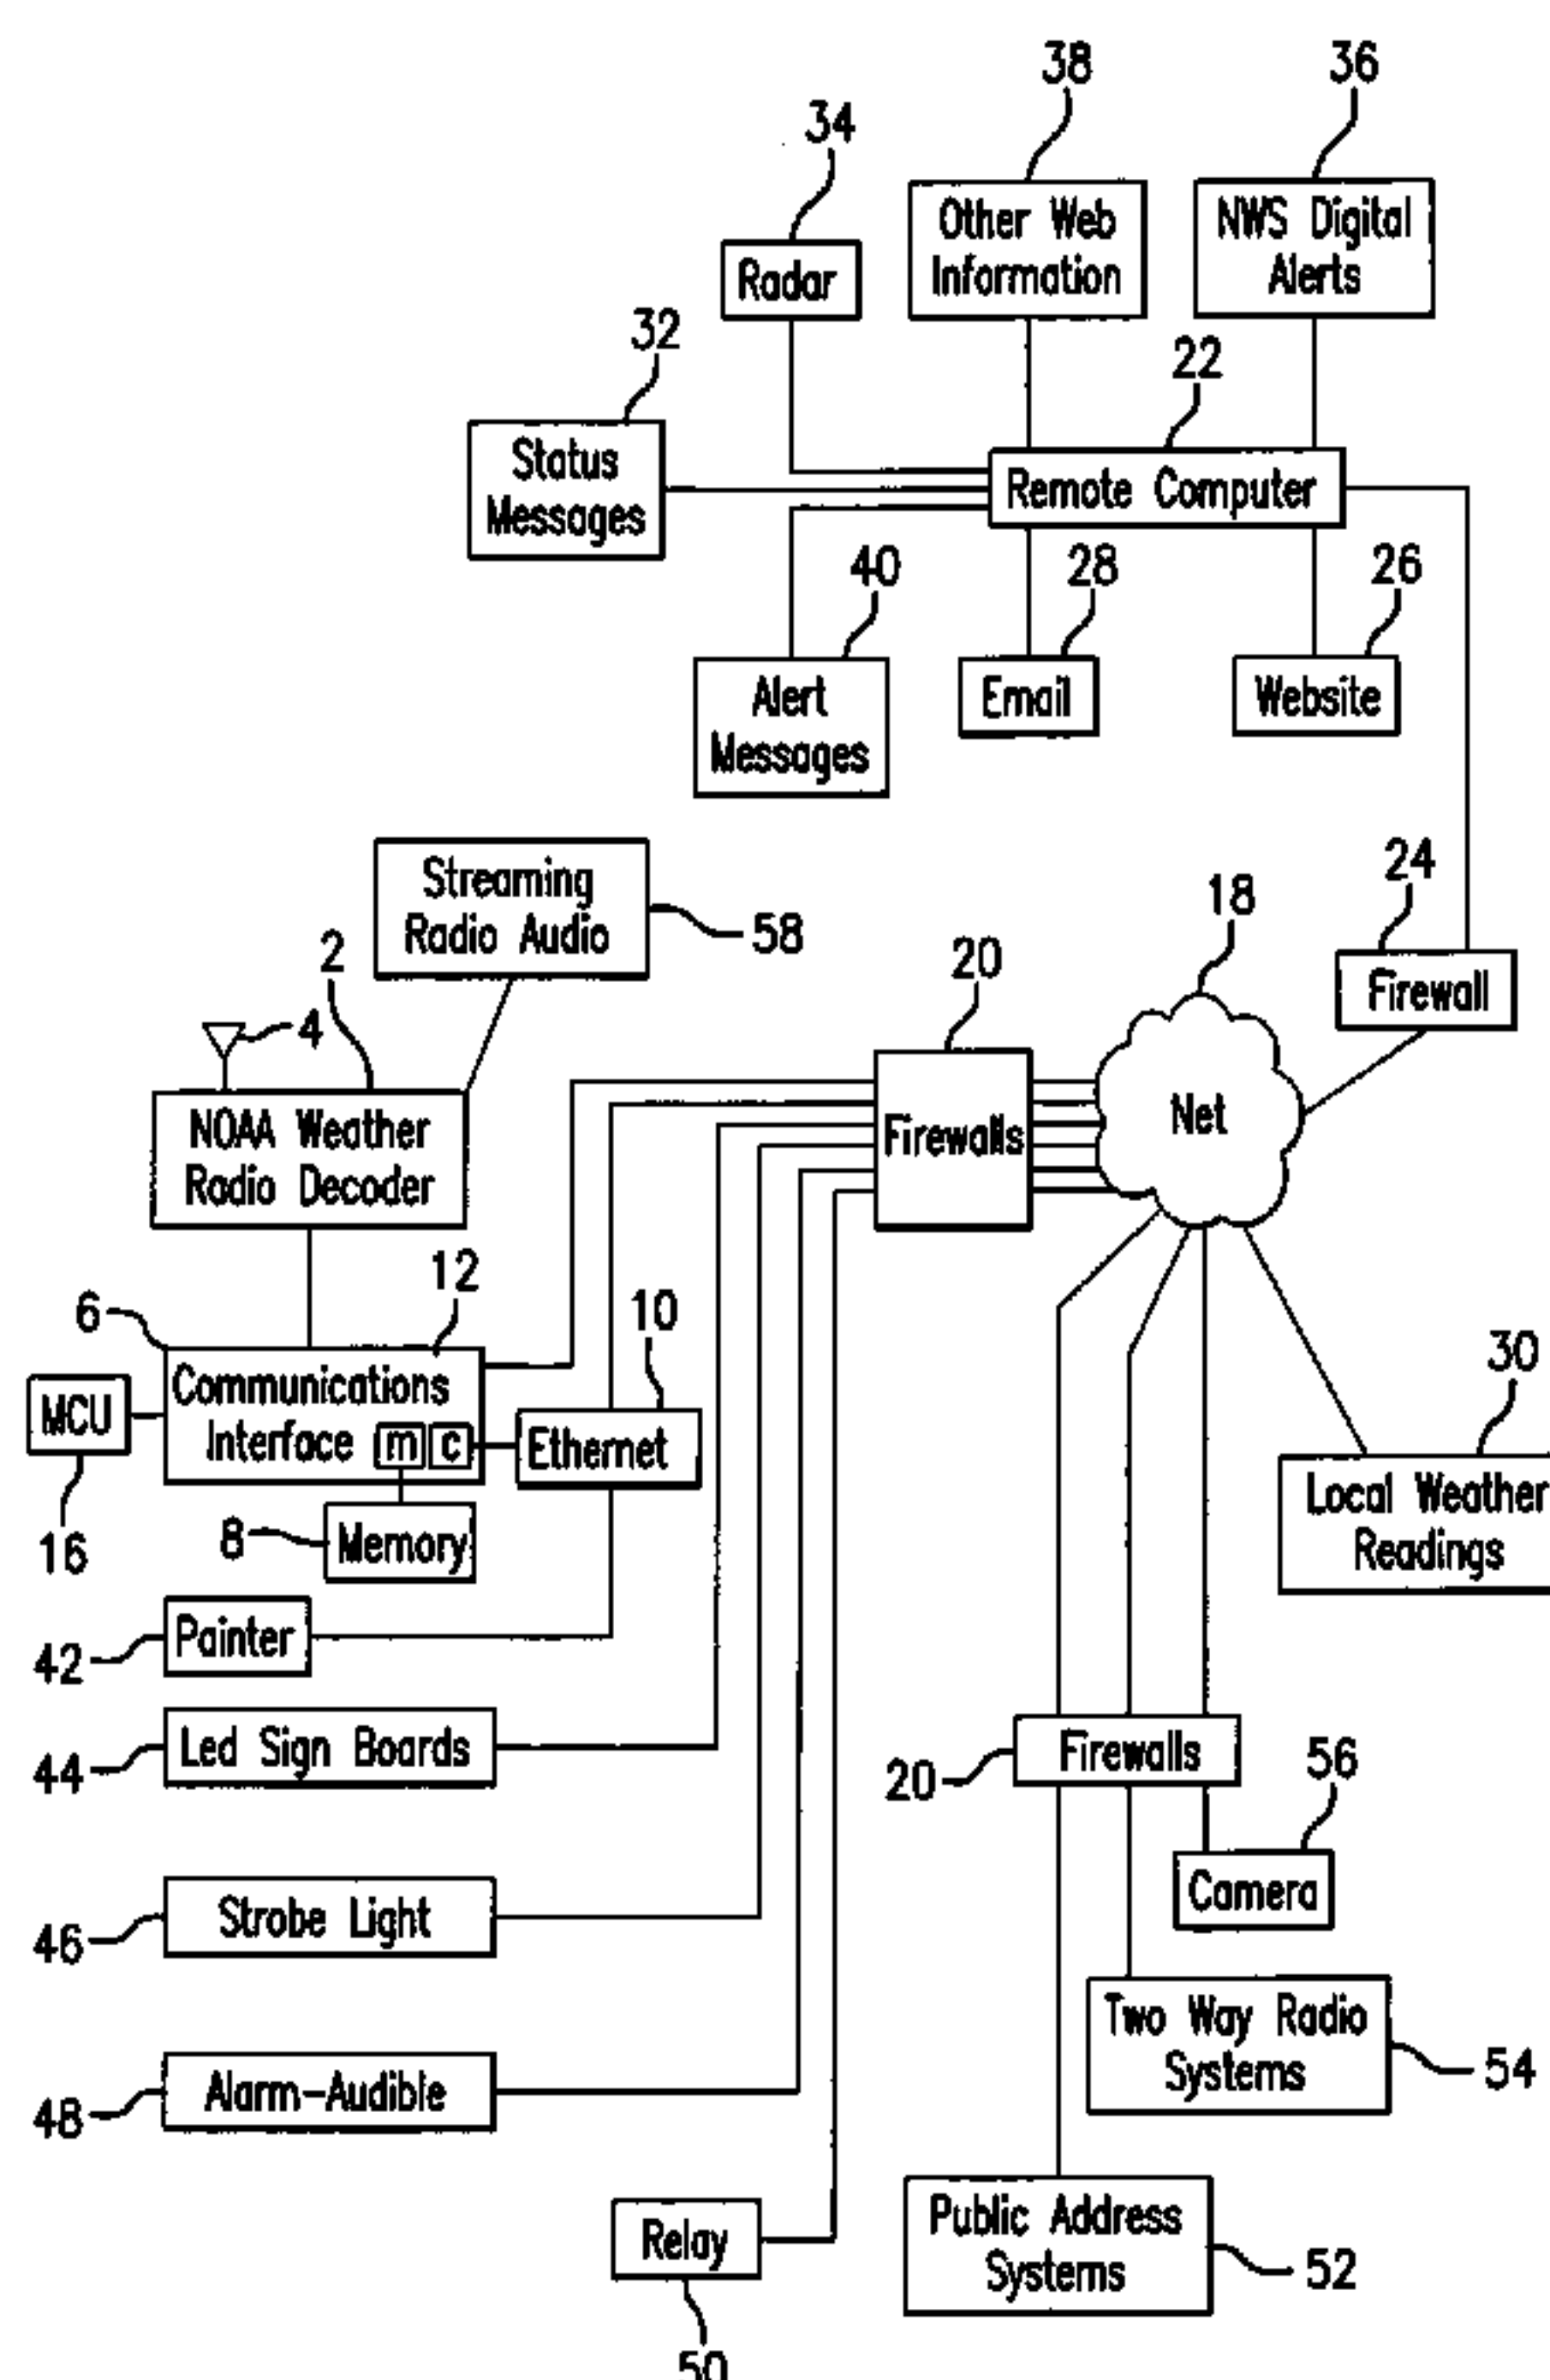 38
36
34
Other Web
Information
NWS Digital
Alerts
Radar
32
22
Status
Messages
Remote Computer
40
28
26
Alert
Messages
Email
Website
Streaming
Radio Audio
58
24
18
20
Firewall
2
4
NOAA Weather
Radio Decoder
Firewalls
Net
12
6
10
Communications
Interface m c
MCU
Ethernet
16
8
Memory
30
Local Weather
Readings
Painter
42
Led Sign Boards
44
Firewalls
20
56
Camera
Strobe Light
46
Two Way Radio
Systems
54
Alarm-Audible
48
Relay
50
Public Address
Systems
52